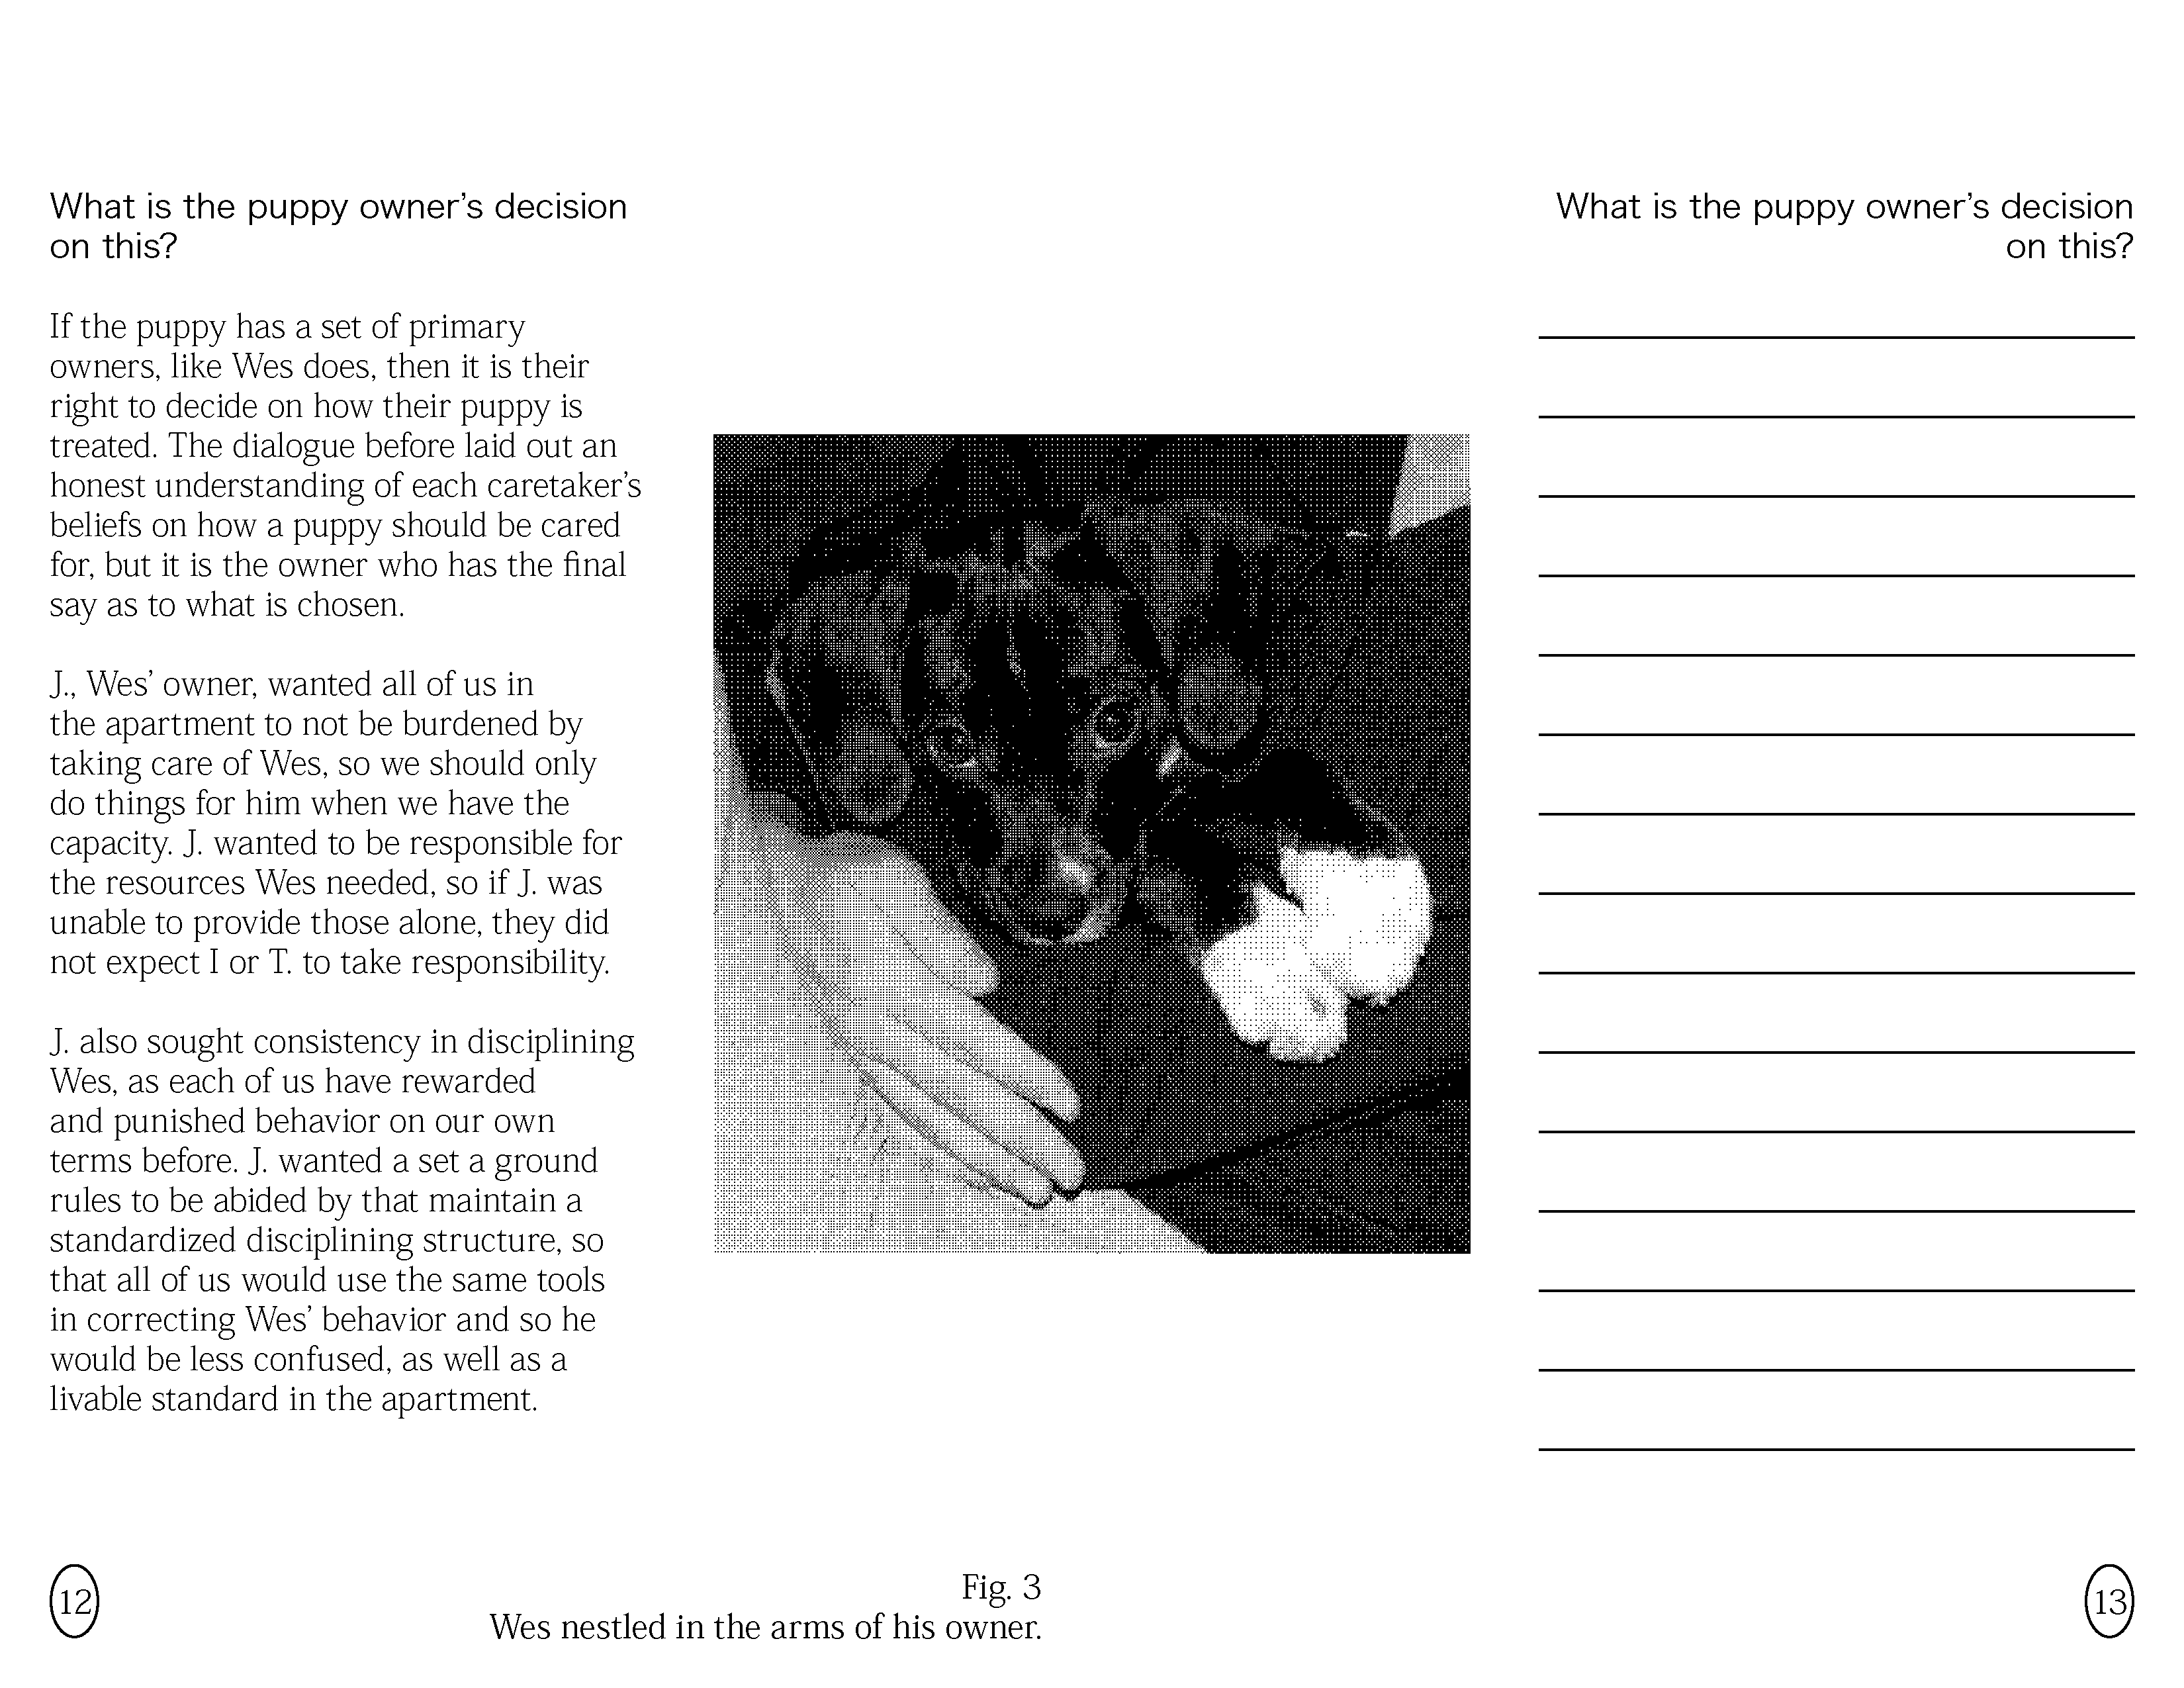 What is the puppy owner’s decision
on this?
If the puppy has a set of primary
owners, like Wes does, then it is their
right to decide on how their puppy is
treated. The dialogue before laid out an
honest understanding of each caretaker’s
beliefs on how a puppy should be cared
for, but it is the owner who has the final
say as to what is chosen.
J., Wes’ owner, wanted all of us in
the apartment to not be burdened by
taking care of Wes, so we should only
do things for him when we have the
capacity. J. wanted to be responsible for
the resources Wes needed, so if J. was
unable to provide those alone, they did
not expect I or T. to take responsibility.
J. also sought consistency in disciplining
Wes, as each of us have rewarded
and punished behavior on our own
terms before. J. wanted a set a ground
rules to be abided by that maintain a
standardized disciplining structure, so
that all of us would use the same tools
in correcting Wes’ behavior and so he
would be less confused, as well as a
livable standard in the apartment.
12
Fig. 3
Wes nestled in the arms of his owner.
What is the puppy owner’s decision
on this?
13